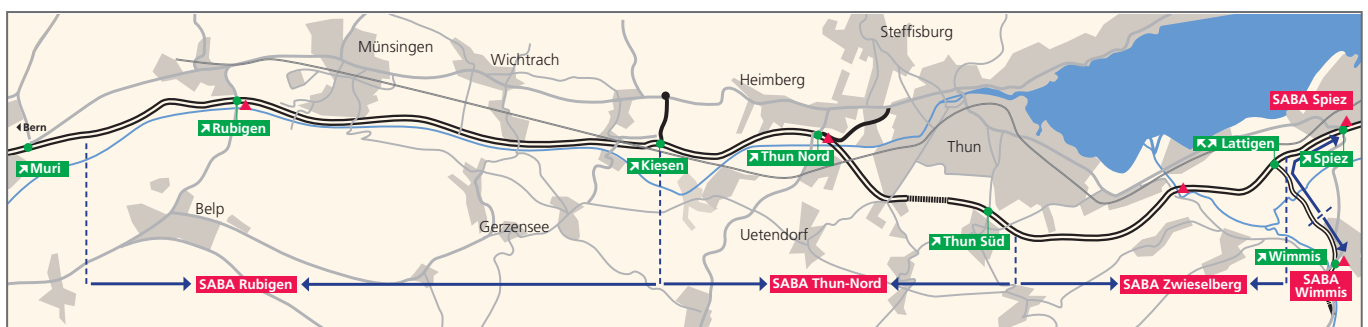 Steffisburg
Münsingen
Wichtrach
Heimberg
SABA Spiez
Bern
Rubigen
Muri
Kiesen
Thun Nord
Thun
Lattigen
Spiez
Belp
Gerzensee
Uetendorf
Thun Süd
Wimmis
SABA Rubigen
SABA Thun-Nord
SABA Zwieselberg
SABA
Wimmis